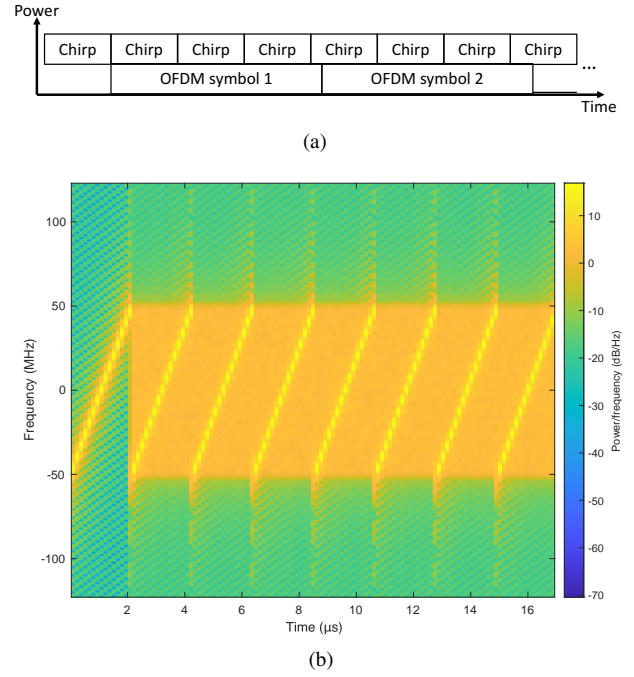 Power
Chirp Chirp Chirp Chirp Chirp Chirp Chirp Chirp ...
OFDM symbol 1 OFDM symbol 2
Time
(a)
100
50
0
-50
-100
Frequency (MHz)
2 4 6 8 10 12 14 16
Time (µs)
10
0
-10
-20
-30
-40
-50
-60
-70
Power/frequency (dB/Hz)
(b)